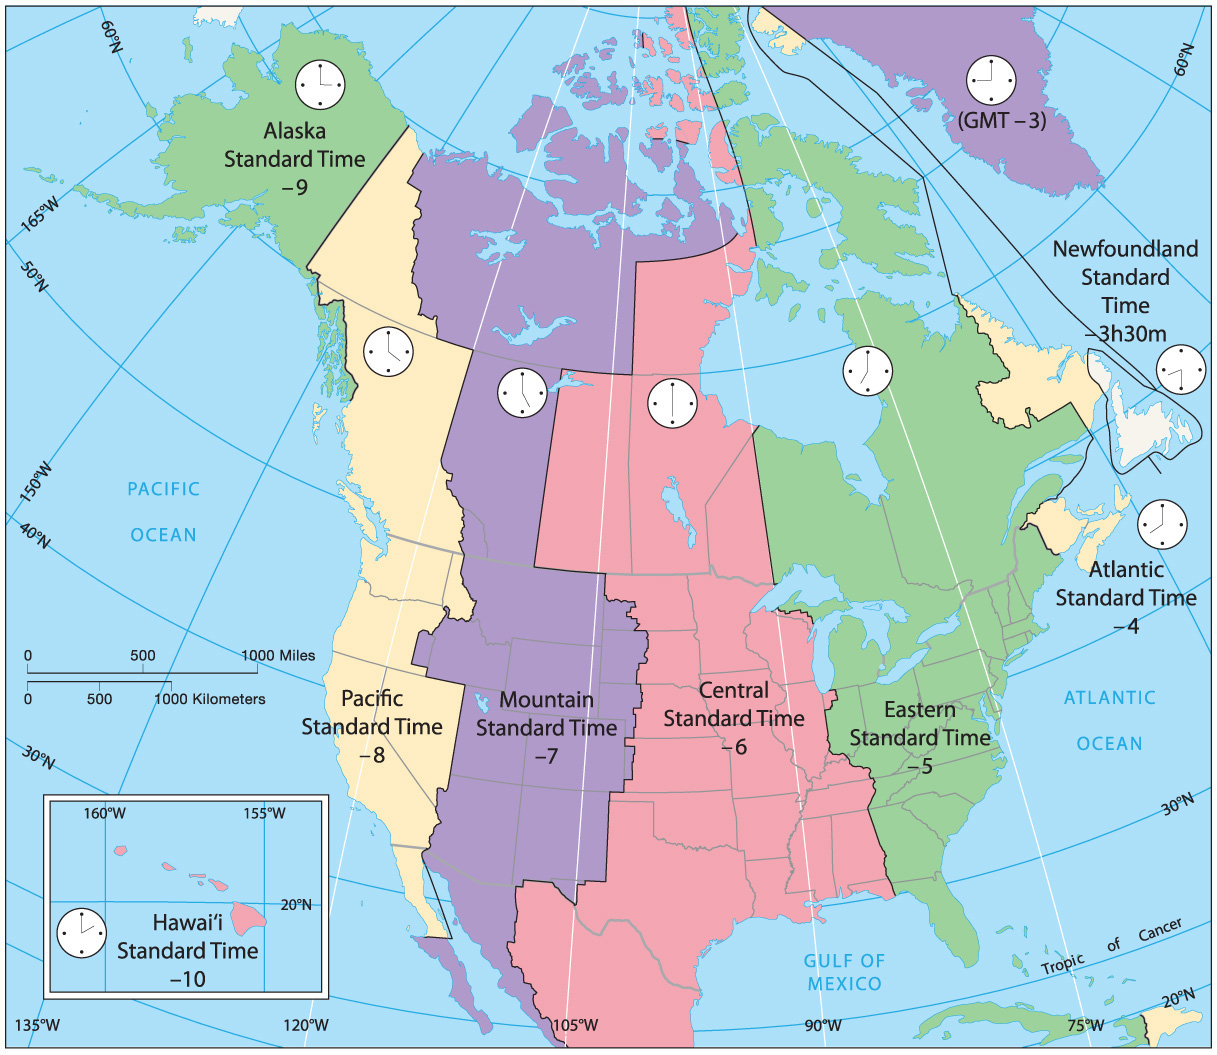 60°N
60°N
(GMT –3)
Alaska
Standard Time
–9
165°W
50°N
Newfoundland
Standard
Time
–3h30m
150°W
PACIFIC
OCEAN
40°N
Atlantic
Standard Time
–4
0 500 1000 Miles
0 500 1000 Kilometers
Pacific
Standard Time
–8
Mountain
Standard Time
–7
Central
Standard Time
–6
Eastern
Standard Time
–5
ATLANTIC
OCEAN
30°N
30°N
160°W
155°W
20°N
Hawai‘i
Standard Time
–10
GULF OF
MEXICO
Tropic of Cancer
20°N
135°W
120°W
105°W
90°W
75°W